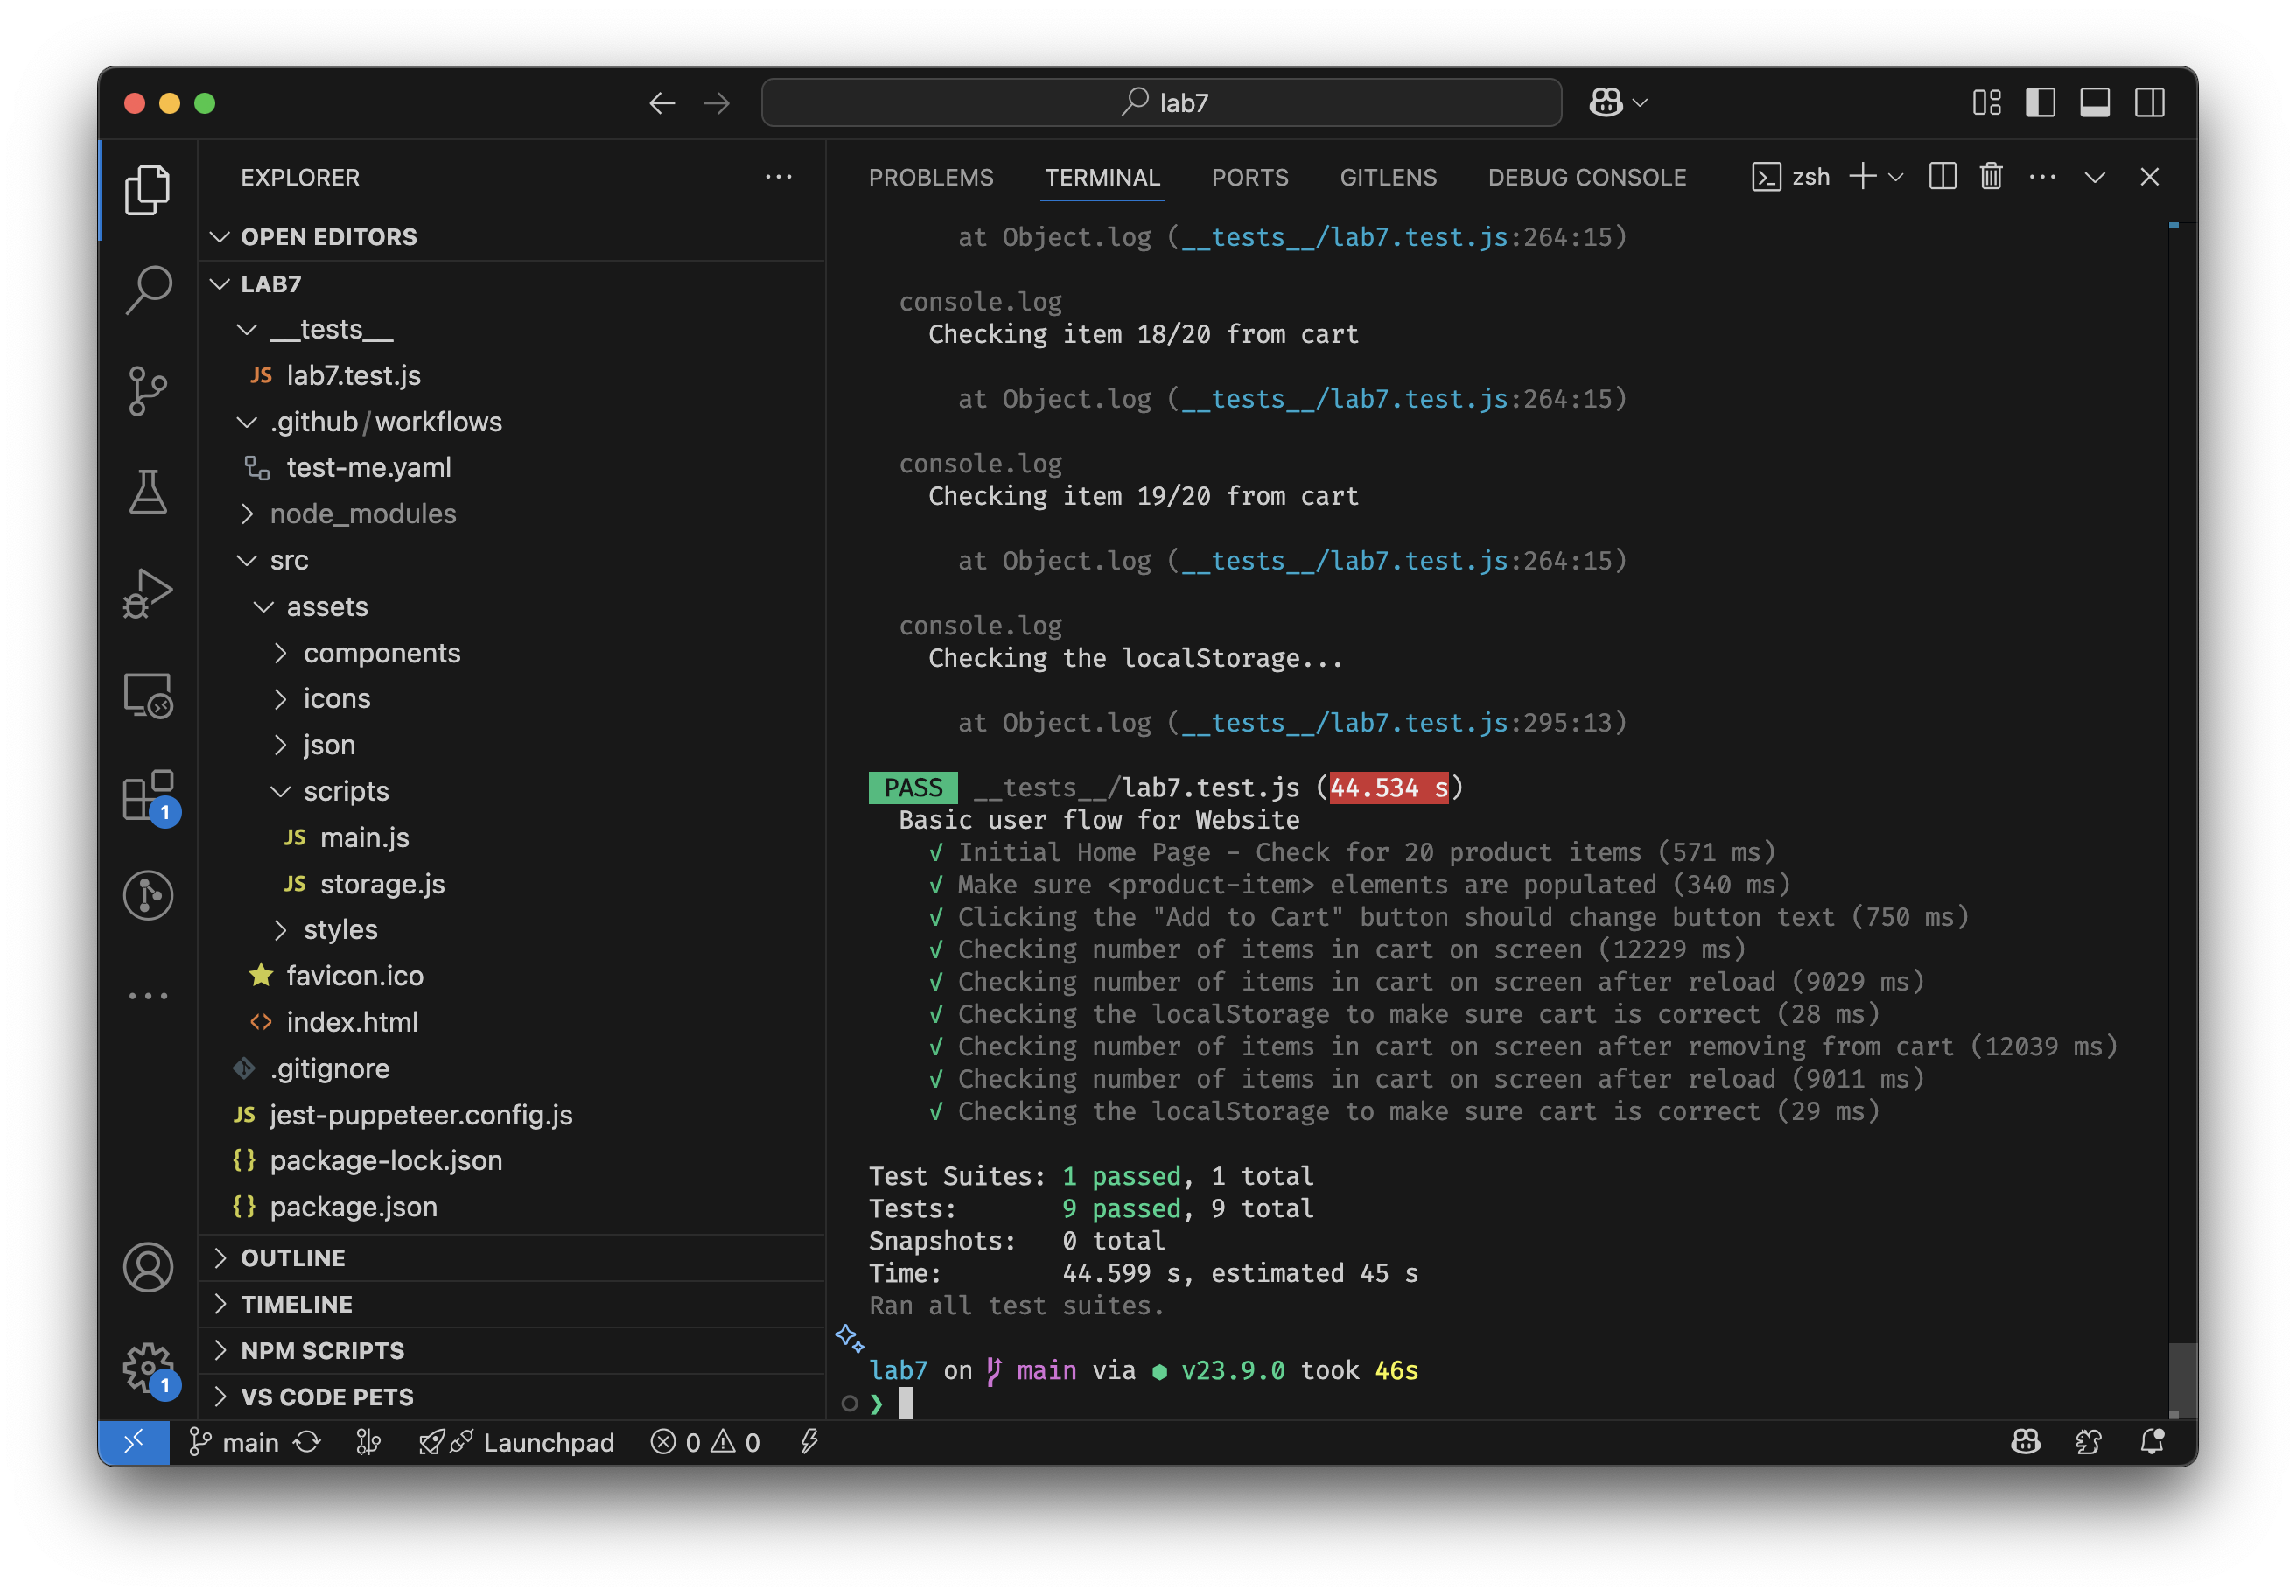 lab7
EXPLORER
OPEN EDITORS
LAB7
__tests__
JS lab7.test.js
.github/workflows
test-me.yaml
node_modules
src
assets
components
icons
json
scripts
JS main.js
JS storage.js
styles
favicon.ico
<> index.html
.gitignore
JS jest-puppeteer.config.js
{} package-lock.json
{} package.json
OUTLINE
TIMELINE
NPM SCRIPTS
VS CODE PETS
1
1
PROBLEMS TERMINAL PORTS GITLENS DEBUG CONSOLE zsh
at Object.log (__tests__/lab7.test.js:264:15)
console.log
Checking item 18/20 from cart
at Object.log (__tests__/lab7.test.js:264:15)
console.log
Checking item 19/20 from cart
at Object.log (__tests__/lab7.test.js:264:15)
console.log
Checking the localStorage...
at Object.log (__tests__/lab7.test.js:295:13)
PASS __tests__/lab7.test.js (44.534 s)
Basic user flow for Website
√ Initial Home Page - Check for 20 product items (571 ms)
√ Make sure <product-item> elements are populated (340 ms)
√ Clicking the "Add to Cart" button should change button text (750 ms)
√ Checking number of items in cart on screen (12229 ms)
√ Checking number of items in cart on screen after reload (9029 ms)
√ Checking the localStorage to make sure cart is correct (28 ms)
√ Checking number of items in cart on screen after removing from cart (12039 ms)
√ Checking number of items in cart on screen after reload (9011 ms)
√ Checking the localStorage to make sure cart is correct (29 ms)
Test Suites: 1 passed, 1 total
Tests: 9 passed, 9 total
Snapshots: 0 total
Time: 44.599 s, estimated 45 s
Ran all test suites.
lab7 on main via v23.9.0 took 46s
❯
main Launchpad 0 0